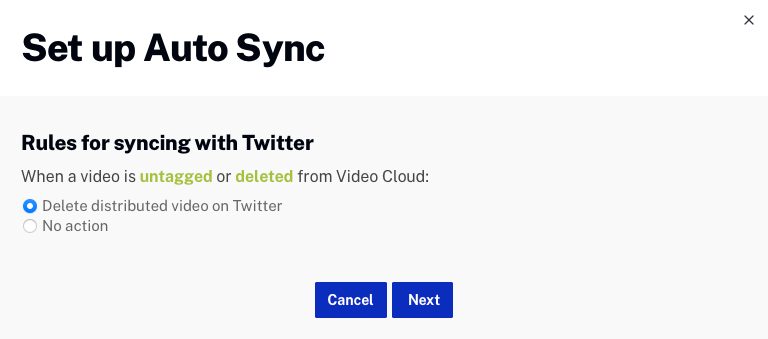 Set up Auto Sync
Rules for syncing with Twitter
When a video is untagged or deleted from Video Cloud:
Delete distributed video on Twitter
No action
Cancel Next